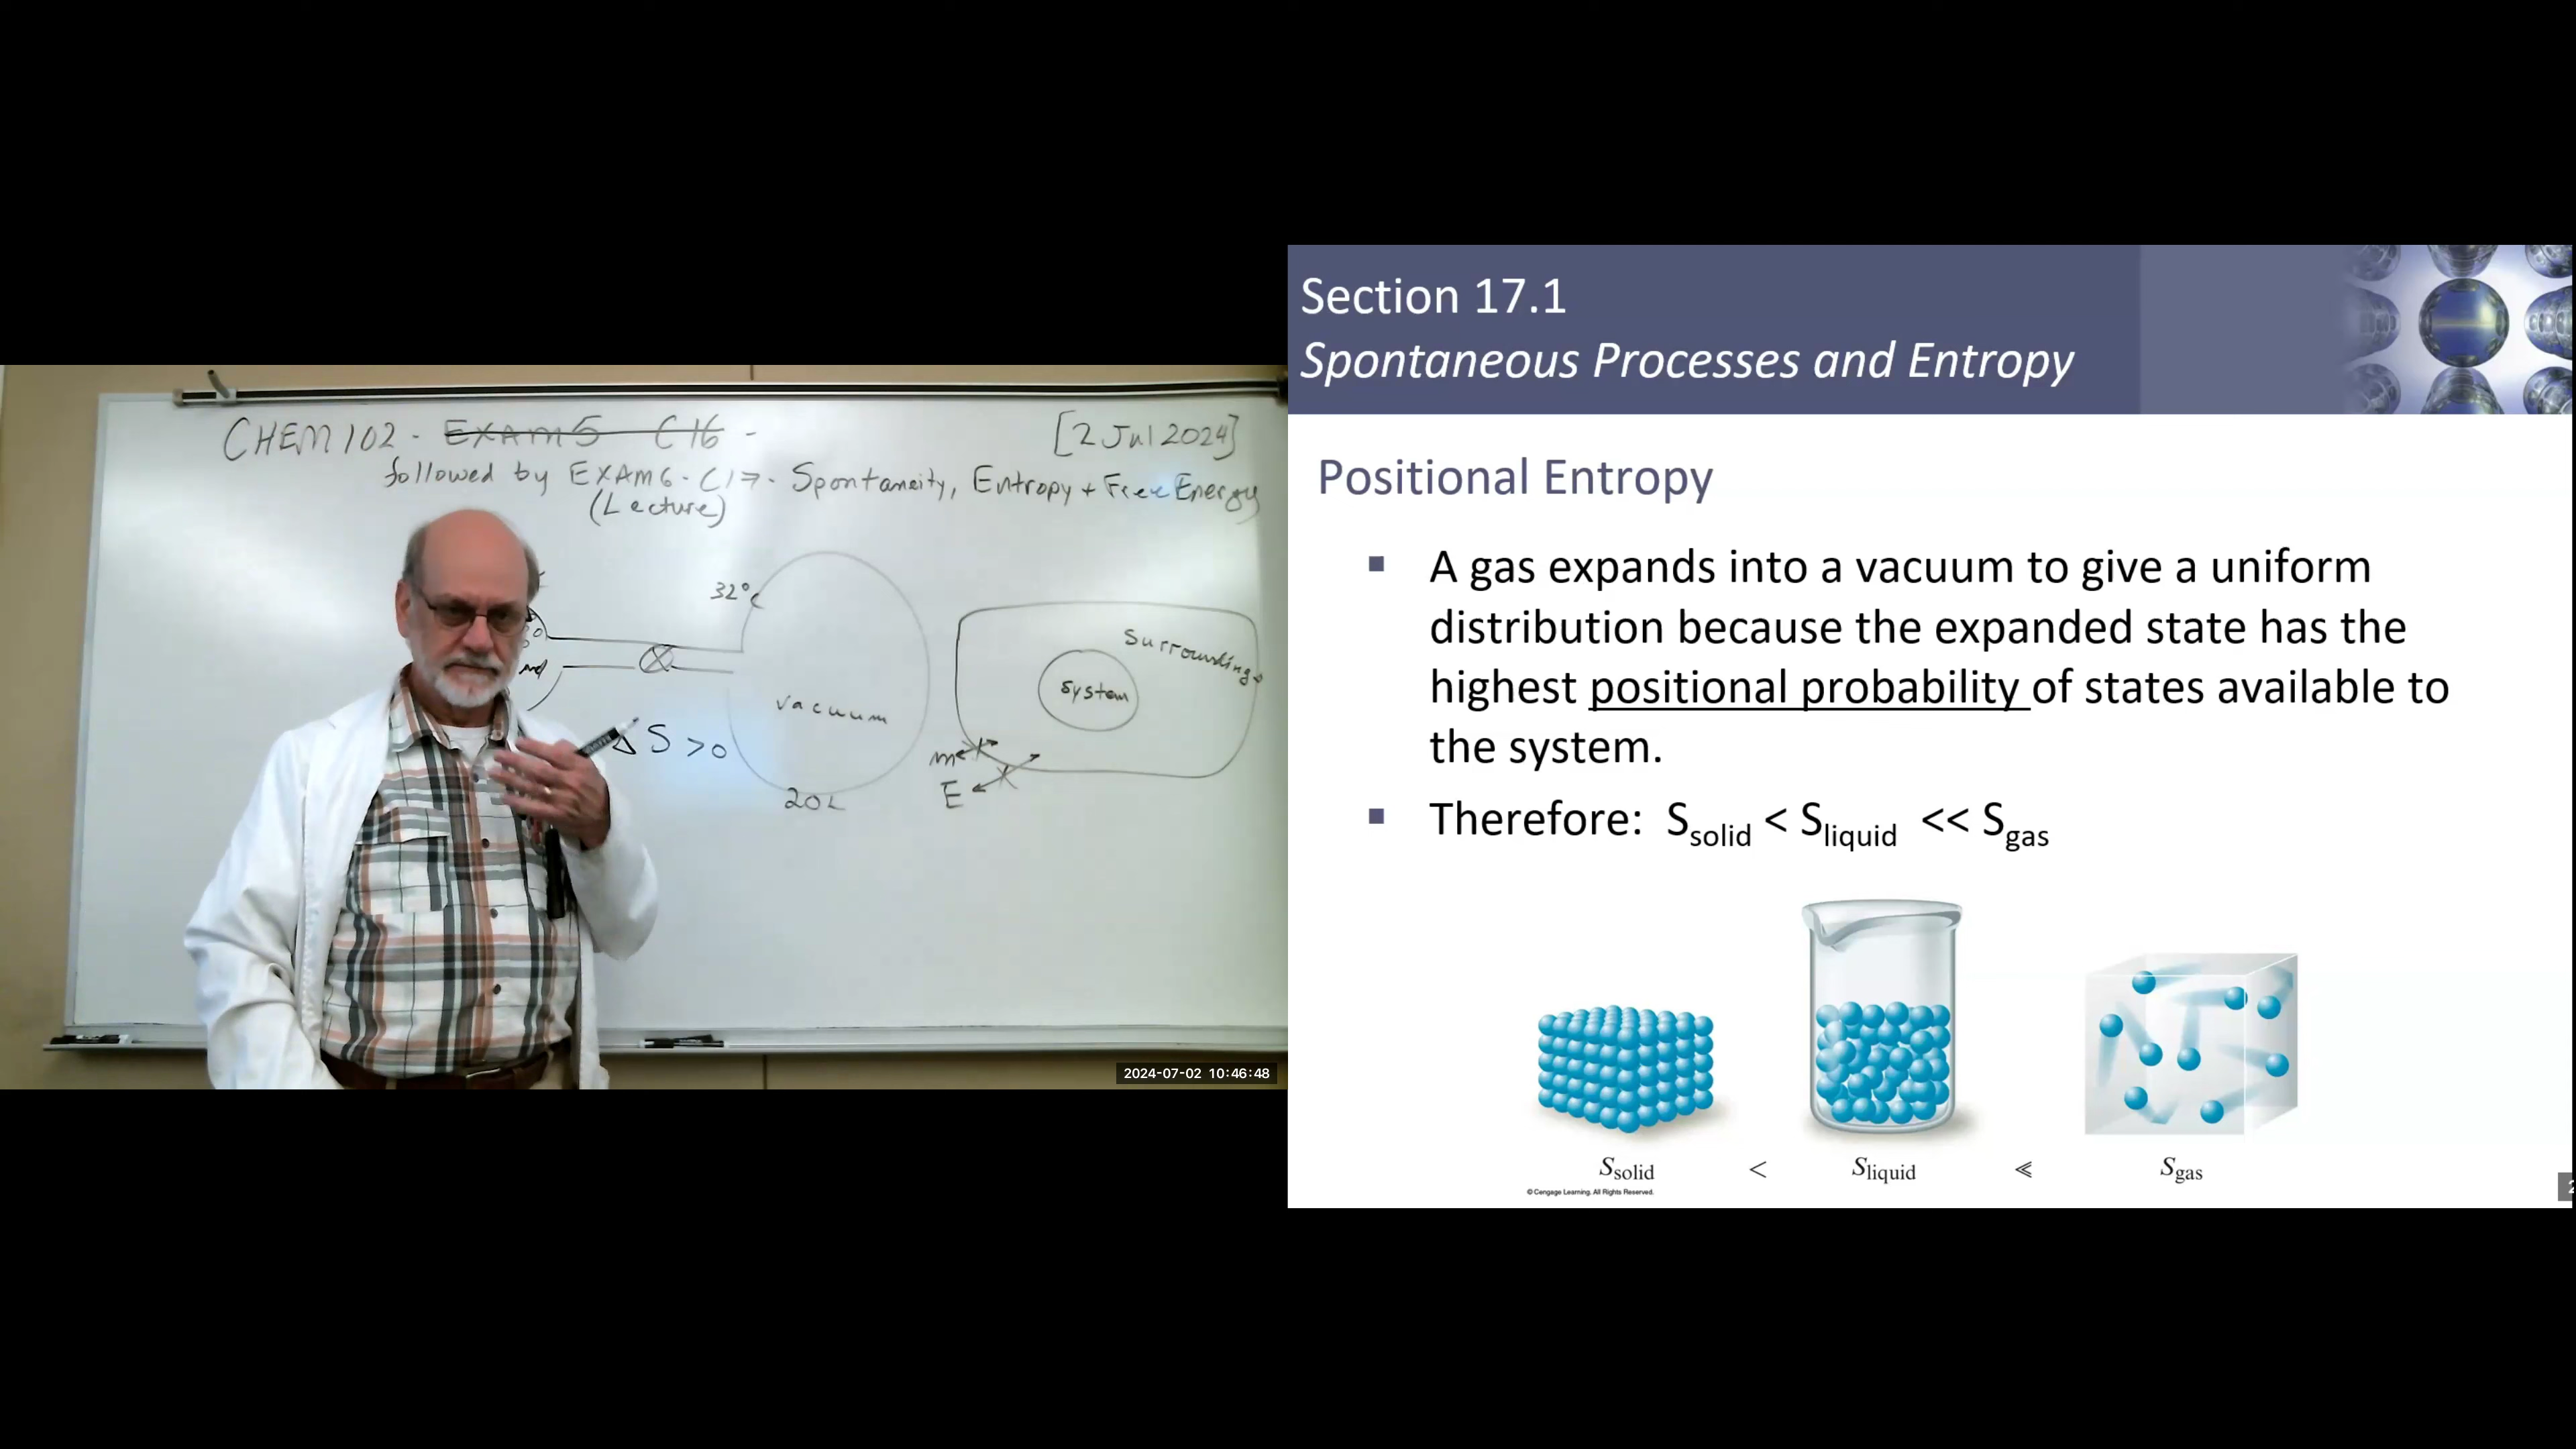 CHEM 102 - EXAM 5 C16 - [2 Jul 2024]
followed by EXAM 6 - C17 - Spontaneity, Entropy + Free Energy
(Lecture)
32°C
Surroundings
System
vacuum
ΔS >0
m
E
20L
2024-07-02 10:46:48
Section 17.1
Spontaneous Processes and Entropy
Positional Entropy
▪ A gas expands into a vacuum to give a uniform
distribution because the expanded state has the
highest positional probability of states available to
the system.
▪ Therefore: Ssolid < Sliquid << Sgas
Ssolid < Sliquid ≪ Sgas
© Cengage Learning. All Rights Reserved.